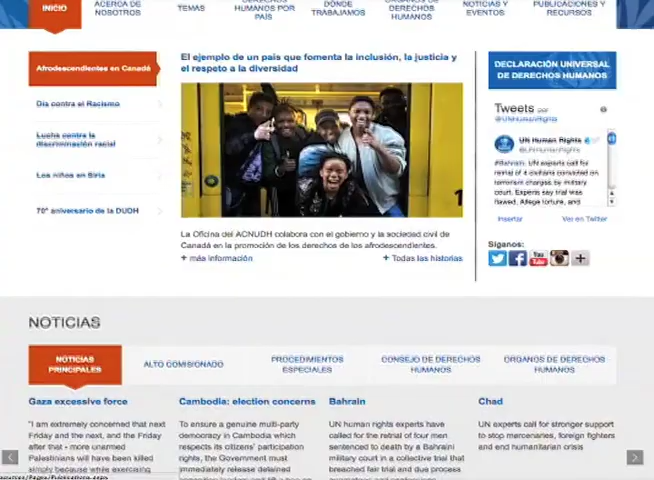 INICIO
ACERCA DE
NOSOTROS
TEMAS
DERECHOS
HUMANOS POR
PAÍS
DÓNDE
TRABAJAMOS
ÓRGANOS DE
DERECHOS
HUMANOS
NOTICIAS Y
EVENTOS
PUBLICACIONES Y
RECURSOS
Afrodescendientes en Canadá
Día contra el Racismo
Lucha contra la
discriminación racial
Los niños en Siria
70º aniversario de la DUDH
El ejemplo de un país que fomenta la inclusión, la justicia y
el respeto a la diversidad
1
La Oficina del ACNUDH colabora con el gobierno y la sociedad civil de
Canadá en la promoción de los derechos de los afrodescendientes.
+ más información
+ Todas las historias
DECLARACIÓN UNIVERSAL
DE DERECHOS HUMANOS
Tweets por
@UNHumanRights
UN Human Rights
@UNHumanRights
#Bahrain: UN experts call for
retrial of 4 civilians convicted on
terrorism charges by military
court. Experts say trial was
flawed. Allege torture, and
Insertar
Ver en Twitter
Síganos:
You
Tube
NOTICIAS
NOTICIAS
PRINCIPALES
ALTO COMISIONADO
PROCEDIMIENTOS
ESPECIALES
CONSEJO DE DERECHOS
HUMANOS
ÓRGANOS DE DERECHOS
HUMANOS
Gaza excessive force
"I am extremely concerned that next
Friday and the next, and the Friday
after that - more unarmed
Palestinians will have been killed
simply because while exercising
Cambodia: election concerns
To ensure a genuine multi-party
democracy in Cambodia which
respects its citizens' participation
rights, the Government must
immediately release detained
Bahrain
UN human rights experts have
called for the retrial of four men
sentenced to death by a Bahraini
military court in a collective trial that
breached fair trial and due process
Chad
UN experts call for stronger support
to stop mercenaries, foreign fighters
and end humanitarian crisis